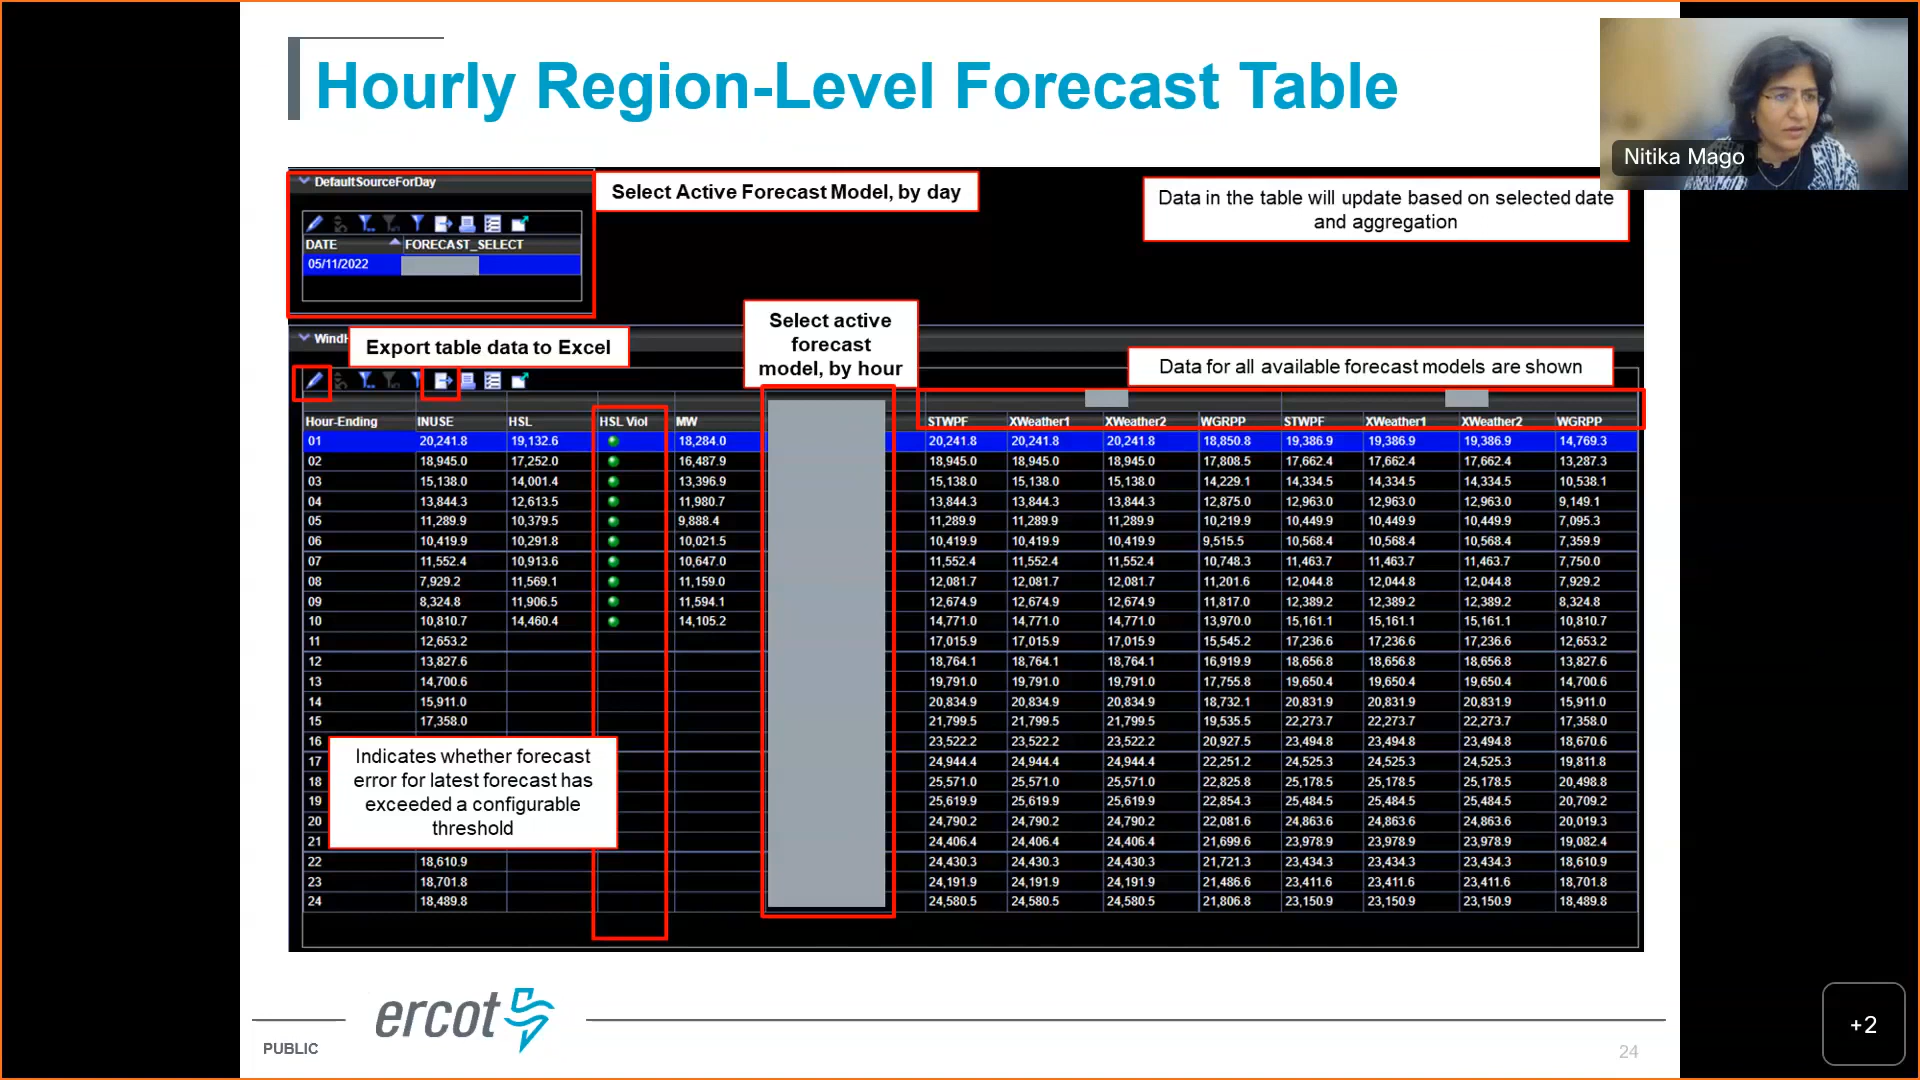 Hourly Region-Level Forecast Table
Nitika Mago
DefaultSourceForDay
Select Active Forecast Model, by day
Data in the table will update based on selected date
and aggregation
DATE FORECAST_SELECT
05/11/2022
Select active
forecast
model, by hour
Export table data to Excel
Data for all available forecast models are shown
Hour-Ending INUSE HSL HSL Viol MW STWPF XWeather1 XWeather2 WGRPP STWPF XWeather1 XWeather2 WGRPP
01 20,241.8 19,132.6 18,284.0 20,241.8 20,241.8 20,241.8 18,850.8 19,386.9 19,386.9 19,386.9 14,769.3
02 18,945.0 17,252.0 16,487.9 18,945.0 18,945.0 18,945.0 17,808.5 17,662.4 17,662.4 17,662.4 13,287.3
03 15,138.0 14,001.4 13,396.9 15,138.0 15,138.0 15,138.0 14,229.1 14,334.5 14,334.5 14,334.5 10,538.1
04 13,844.3 12,613.5 11,980.7 13,844.3 13,844.3 13,844.3 12,875.0 12,963.0 12,963.0 12,963.0 9,149.1
05 11,289.9 10,379.5 9,888.4 11,289.9 11,289.9 11,289.9 10,219.9 10,449.9 10,449.9 10,449.9 7,095.3
06 10,419.9 10,291.8 10,021.5 10,419.9 10,419.9 10,419.9 9,515.5 10,568.4 10,568.4 10,568.4 7,359.9
07 11,552.4 10,913.6 10,647.0 11,552.4 11,552.4 11,552.4 10,748.3 11,463.7 11,463.7 11,463.7 7,750.0
08 7,929.2 11,569.1 11,159.0 12,081.7 12,081.7 12,081.7 11,201.6 12,044.8 12,044.8 12,044.8 7,929.2
09 8,324.8 11,906.5 11,594.1 12,674.9 12,674.9 12,674.9 11,817.0 12,389.2 12,389.2 12,389.2 8,324.8
10 10,810.7 14,460.4 14,105.2 14,771.0 14,771.0 14,771.0 13,970.0 15,161.1 15,161.1 15,161.1 10,810.7
11 12,653.2 17,015.9 17,015.9 17,015.9 15,545.2 17,236.6 17,236.6 17,236.6 12,653.2
12 13,827.6 18,764.1 18,764.1 18,764.1 16,919.9 18,656.8 18,656.8 18,656.8 13,827.6
13 14,700.6 19,791.0 19,791.0 19,791.0 17,755.8 19,650.4 19,650.4 19,650.4 14,700.6
14 15,911.0 20,834.9 20,834.9 20,834.9 18,732.1 20,831.9 20,831.9 20,831.9 15,911.0
15 17,358.0 21,799.5 21,799.5 21,799.5 19,535.5 22,273.7 22,273.7 22,273.7 17,358.0
16 23,522.2 23,522.2 23,522.2 20,927.5 23,494.8 23,494.8 23,494.8 18,670.6
17 24,944.4 24,944.4 24,944.4 22,251.2 24,525.3 24,525.3 24,525.3 19,811.8
18 25,571.0 25,571.0 25,571.0 22,825.8 25,178.5 25,178.5 25,178.5 20,498.8
19 25,619.9 25,619.9 25,619.9 22,854.3 25,484.5 25,484.5 25,484.5 20,709.2
20 24,790.2 24,790.2 24,790.2 22,081.6 24,863.6 24,863.6 24,863.6 20,019.3
21 24,406.4 24,406.4 24,406.4 21,699.6 23,978.9 23,978.9 23,978.9 19,082.4
22 18,610.9 24,430.3 24,430.3 24,430.3 21,721.3 23,434.3 23,434.3 23,434.3 18,610.9
23 18,701.8 24,191.9 24,191.9 24,191.9 21,486.6 23,411.6 23,411.6 23,411.6 18,701.8
24 18,489.8 24,580.5 24,580.5 24,580.5 21,806.8 23,150.9 23,150.9 23,150.9 18,489.8
Indicates whether forecast
error for latest forecast has
exceeded a configurable
threshold
ercot
PUBLIC
24
+2